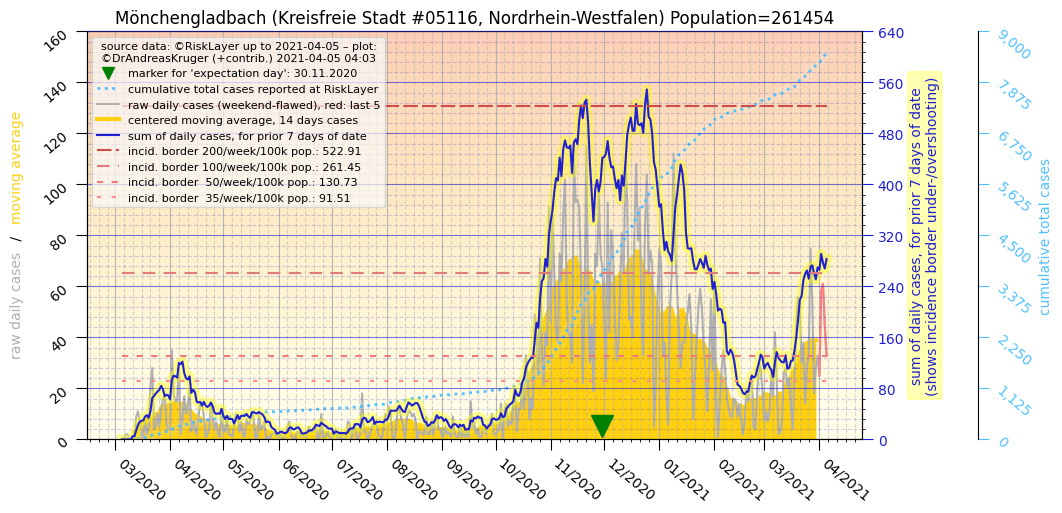 Mönchengladbach (Kreisfreie Stadt #05116, Nordrhein-Westfalen) Population=261454
source data: ©RiskLayer up to 2021-04-05 – plot:
©DrAndreasKruger (+contrib.) 2021-04-05 04:03
marker for 'expectation day': 30.11.2020
cumulative total cases reported at RiskLayer
raw daily cases (weekend-flawed), red: last 5
centered moving average, 14 days cases
sum of daily cases, for prior 7 days of date
incid. border 200/week/100k pop.: 522.91
incid. border 100/week/100k pop.: 261.45
incid. border  50/week/100k pop.: 130.73
incid. border  35/week/100k pop.: 91.51
raw daily cases / moving average
160
140
120
100
80
60
40
20
0
03/2020
04/2020
05/2020
06/2020
07/2020
08/2020
09/2020
10/2020
11/2020
12/2020
01/2021
02/2021
03/2021
04/2021
640
560
480
400
320
240
160
80
0
sum of daily cases, for prior 7 days of date
(shows incidence border under-/overshooting)
9,000
7,875
6,750
5,625
4,500
3,375
2,250
1,125
0
cumulative total cases